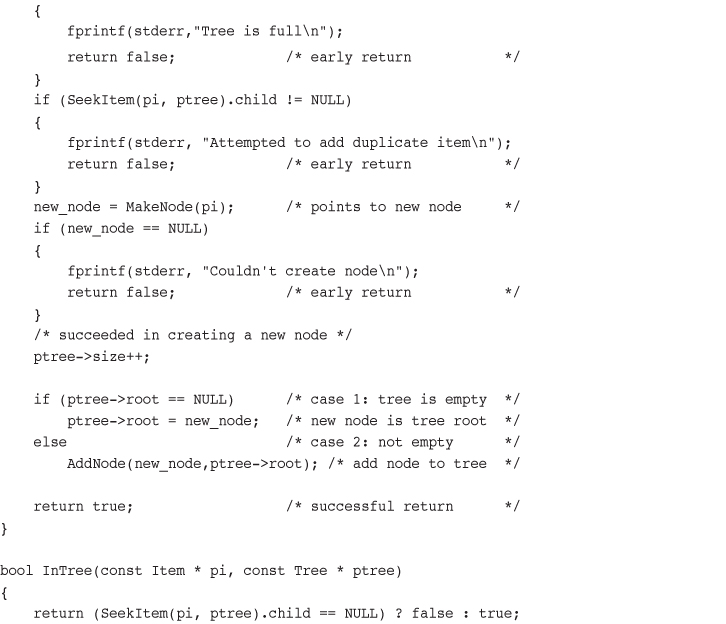 {
        fprintf(stderr,"Tree is full\n");
        return false;             /* early return           */
    }
    if (SeekItem(pi, ptree).child != NULL)
    {
        fprintf(stderr, "Attempted to add duplicate item\n");
        return false;             /* early return           */
    }
    new_node = MakeNode(pi);      /* points to new node     */
    if (new_node == NULL)
    {
        fprintf(stderr, "Couldn't create node\n");
        return false;             /* early return           */
    }
    /* succeeded in creating a new node */
    ptree->size++;

    if (ptree->root == NULL)      /* case 1: tree is empty  */
        ptree->root = new_node;   /* new node is tree root  */
    else                          /* case 2: not empty      */
        AddNode(new_node,ptree->root); /* add node to tree  */

    return true;                  /* successful return      */
}

bool InTree(const Item * pi, const Tree * ptree)
{
    return (SeekItem(pi, ptree).child == NULL) ? false : true;